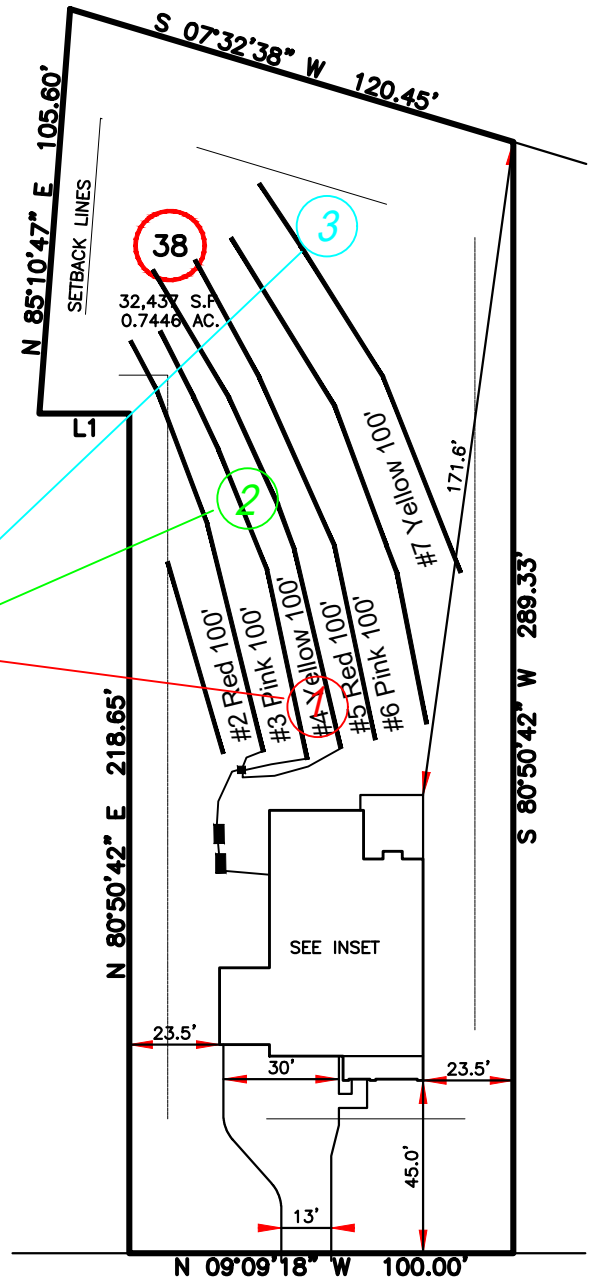 S 07°32'38" W 120.45'
N 85°10'47" E 105.60'
SETBACK LINES
3
38
32,437 S.F.
0.7446 AC.
L1
2
#7 Yellow 100'
171.6'
#2 Red 100'
#3 Pink 100'
#4 Yellow 100'
#5 Red 100'
#6 Pink 100'
1
S 80°50'42" W 289.33'
N 80°50'42" E 218.65'
SEE INSET
23.5'
30'
23.5'
45.0'
13'
N 09°09'18" W 100.00'